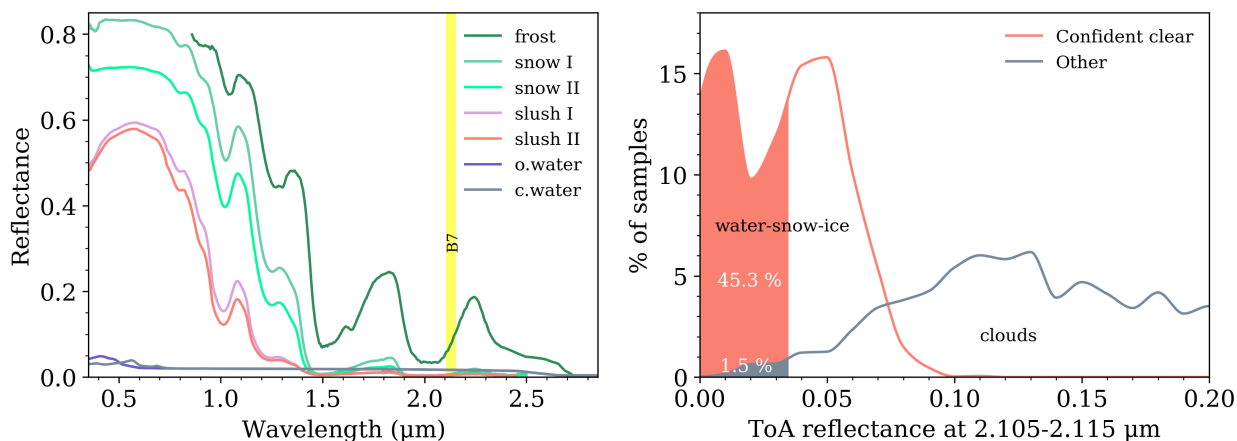 Reflectance
0.8
0.6
0.4
0.2
0.0
0.5
1.0
1.5
2.0
2.5
Wavelength (μm)
frost
snow I
snow II
slush I
slush II
o.water
c.water
B7
% of samples
15
10
5
0
0.00
0.05
0.10
0.15
0.20
ToA reflectance at 2.105-2.115 μm
Confident clear
Other
water-snow-ice
45.3 %
clouds
1.5 %